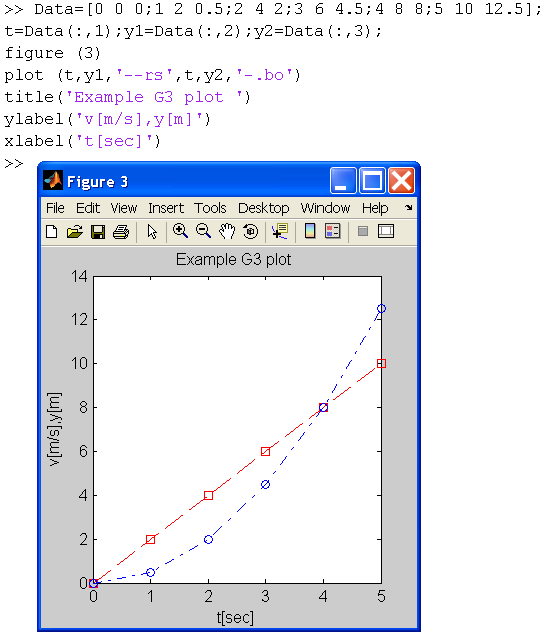 >> Data=[0 0 0;1 2 0.5;2 4 2;3 6 4.5;4 8 8;5 10 12.5];
t=Data(:,1);y1=Data(:,2);y2=Data(:,3);
figure (3)
plot (t,y1,'--rs',t,y2,'-.bo')
title('Example G3 plot ')
ylabel('v[m/s],y[m]')
xlabel('t[sec]')
>>
Figure 3
File Edit View Insert Tools Desktop Window Help
Example G3 plot
14
12
10
8
6
4
2
0
v[m/s],y[m]
0 1 2 3 4 5
t[sec]